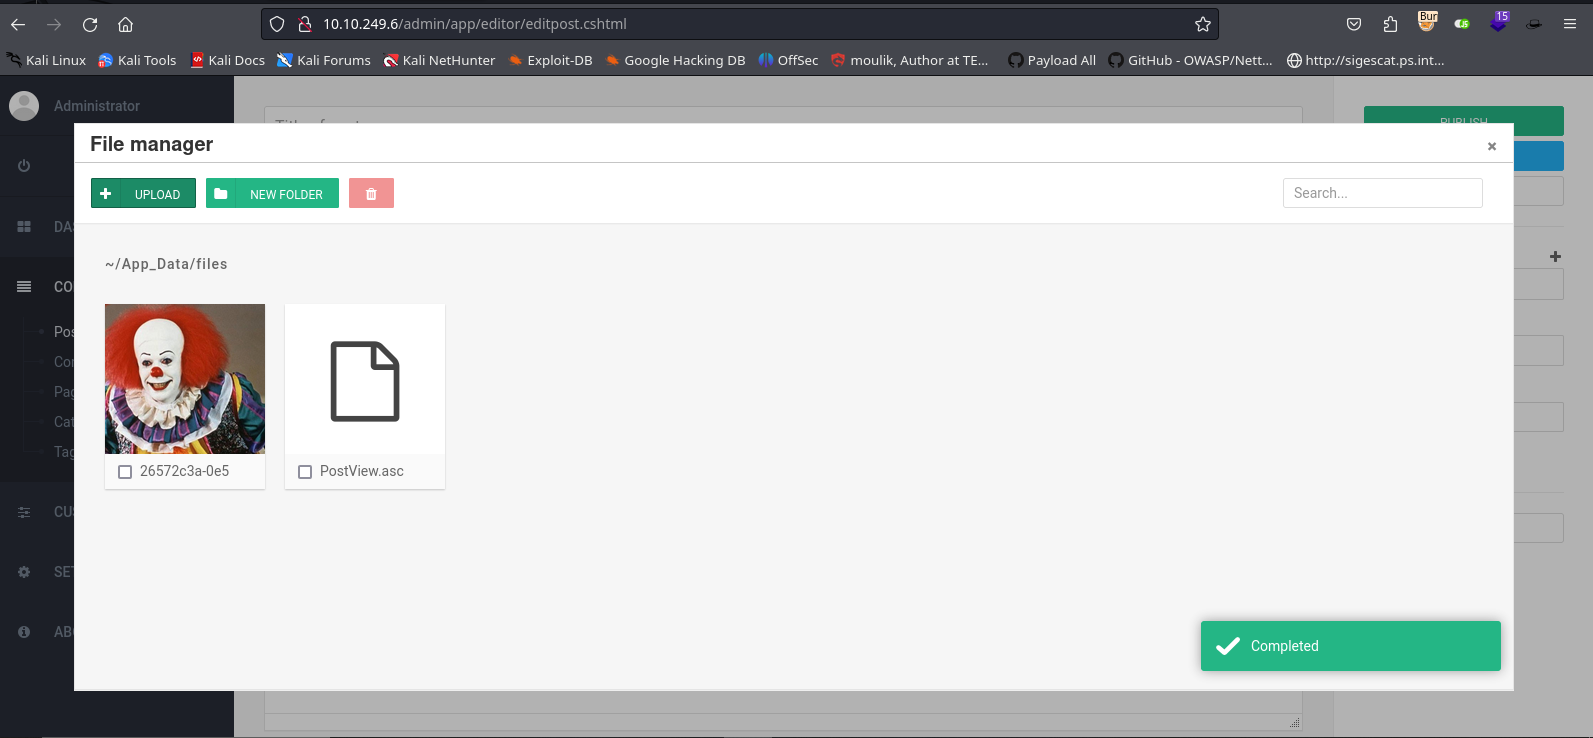 10.10.249.6/admin/app/editor/editpost.cshtml
Bur
15
Kali Linux Kali Tools Kali Docs Kali Forums Kali NetHunter Exploit-DB Google Hacking DB OffSec moulik, Author at TE... Payload All GitHub - OWASP/Nett... http://sigescat.ps.int...
Administrator
PUBLISH
File manager
×
UPLOAD NEW FOLDER Search...
DA
~/App_Data/files
CO
Pos
Co
Pag
Cat
Tag
26572c3a-0e5 PostView.asc
CU
SET
AB
Completed